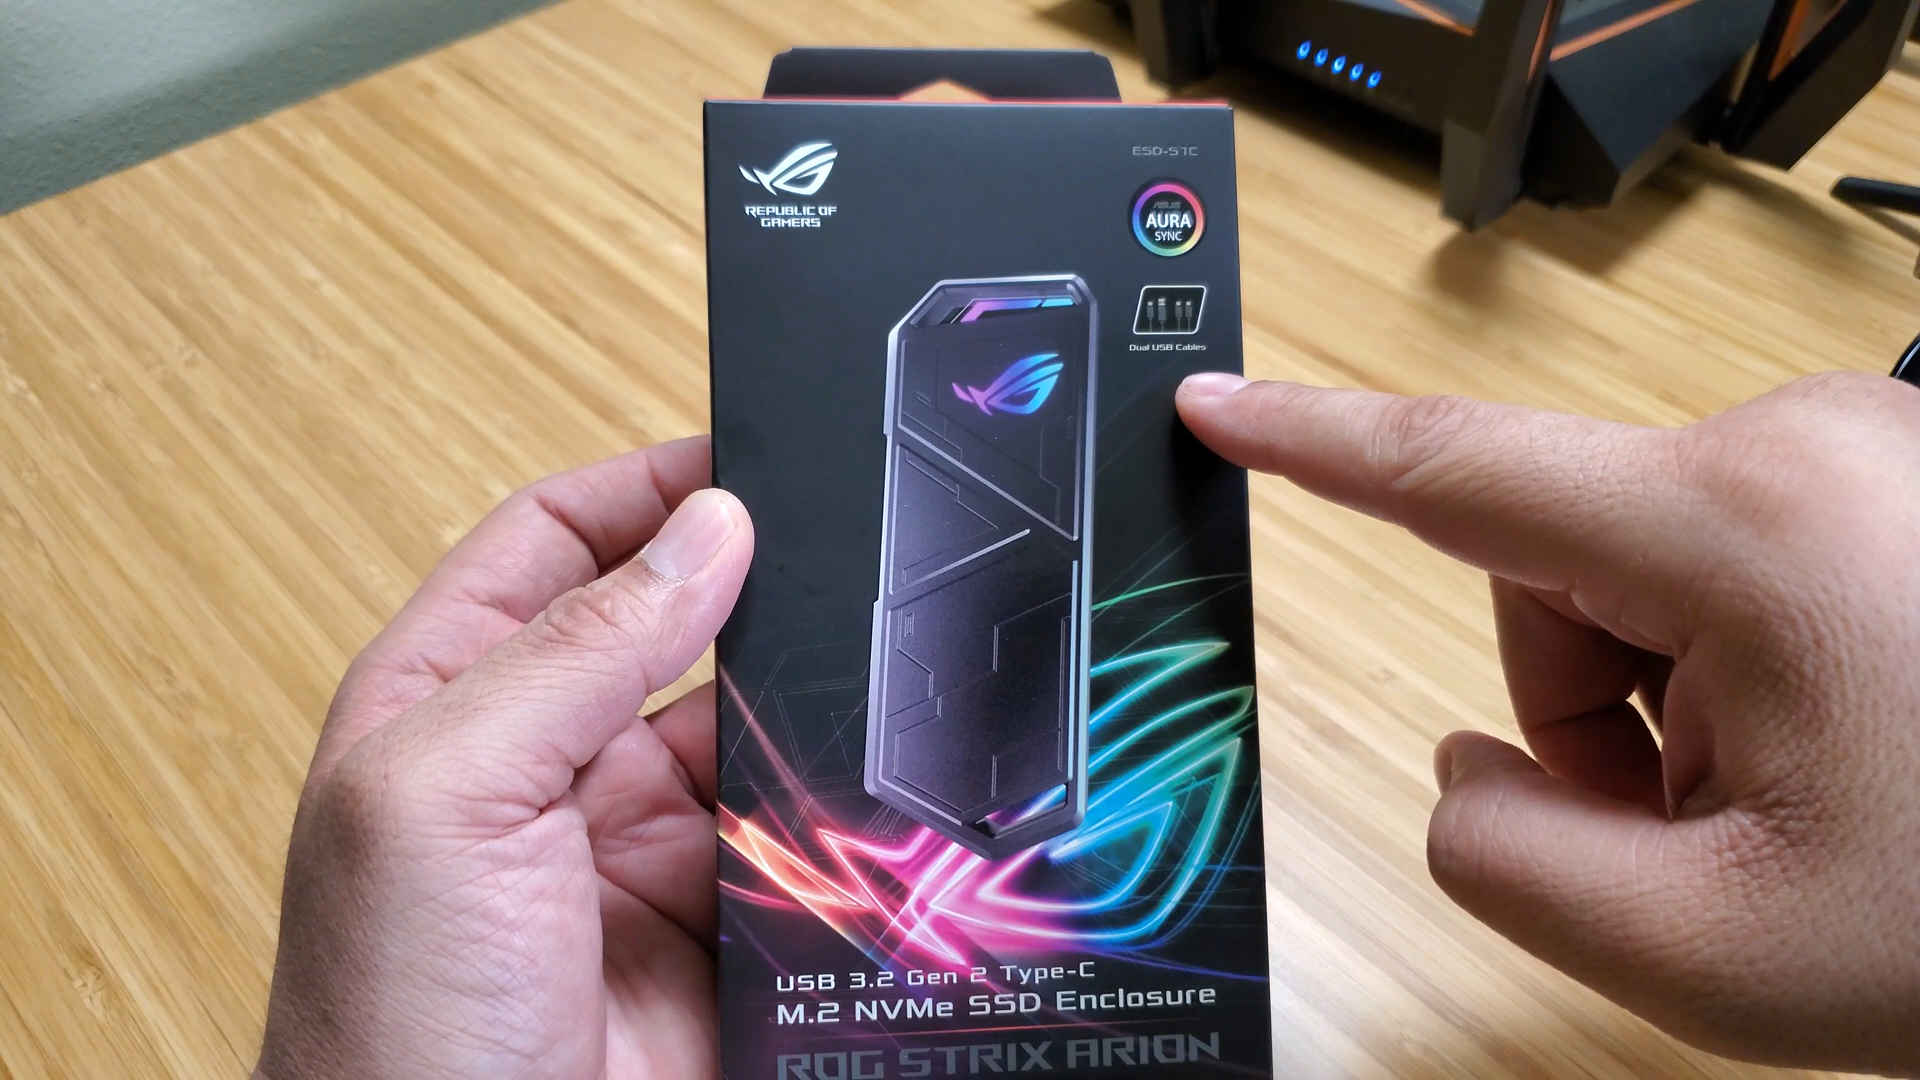 REPUBLIC OF
GAMERS
ESD-S1C
ASUS
AURA
SYNC
Dual USB Cables
USB 3.2 Gen 2 Type-C
M.2 NVMe SSD Enclosure
ROG STRIX ARION